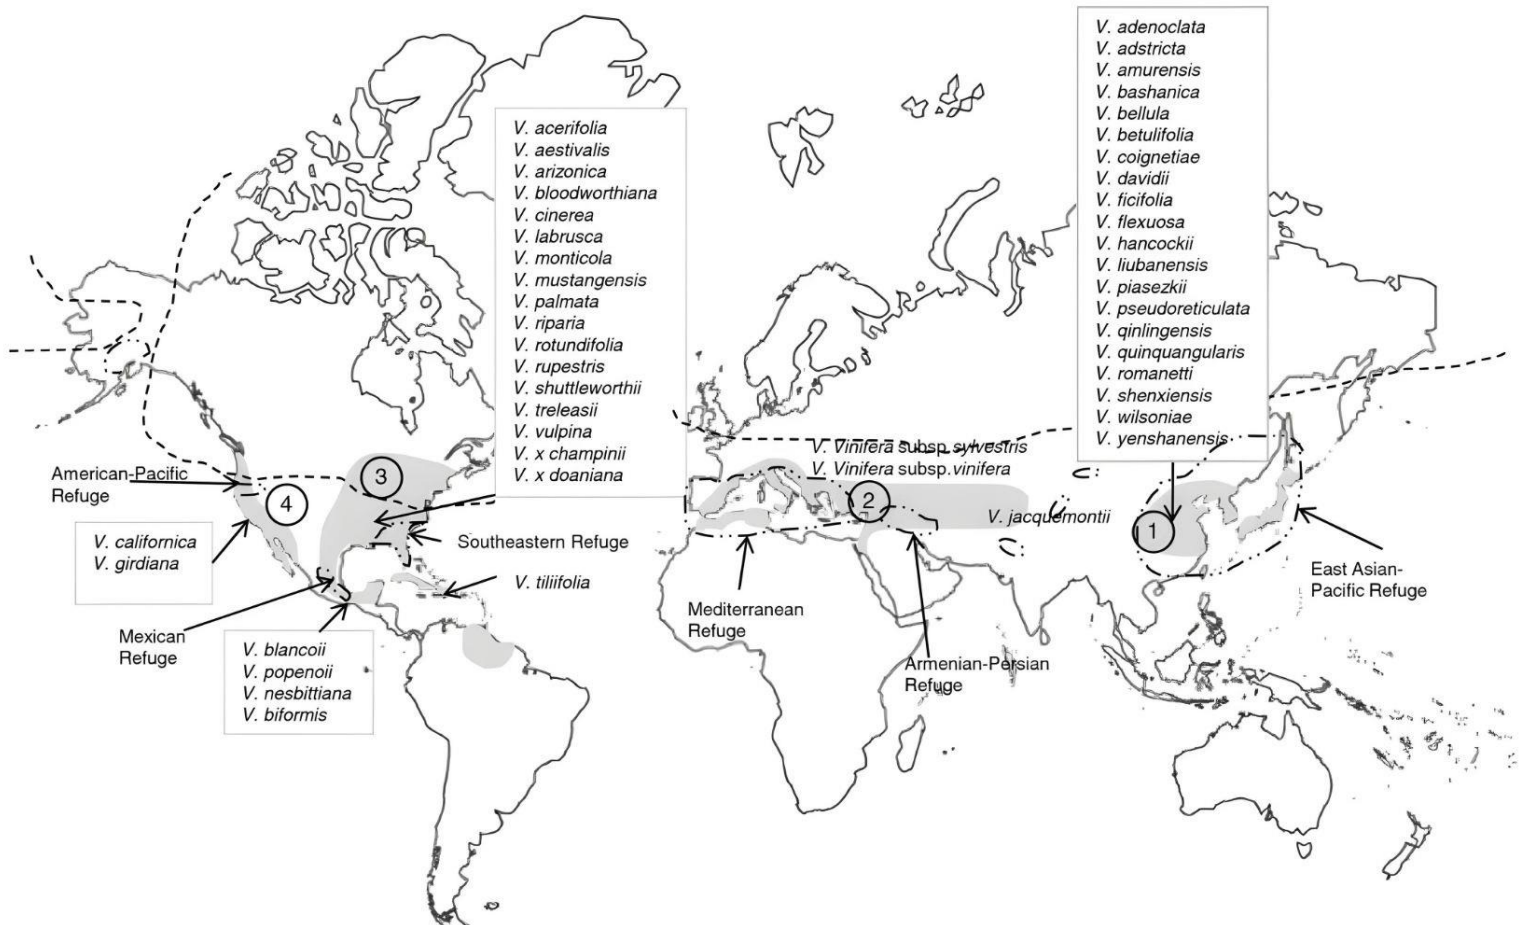 V. adenoclata
V. adstricta
V. amurensis
V. bashanica
V. bellula
V. betulifolia
V. coignetiae
V. davidii
V. ficifolia
V. flexuosa
V. hancockii
V. liubanensis
V. piasezkii
V. pseudoreticulata
V. qinlingensis
V. quinquangularis
V. romanetti
V. shenxiensis
V. wilsoniae
V. yenshanensis
V. acerifolia
V. aestivalis
V. arizonica
V. bloodworthiana
V. cinerea
V. labrusca
V. monticola
V. mustangensis
V. palmata
V. riparia
V. rotundifolia
V. rupestris
V. shuttleworthii
V. treleasii
V. vulpina
V. x champinii
V. x doaniana
V. Vinifera subsp.sylvestris
V. Vinifera subsp.vinifera
American-Pacific
Refuge
3
4
2
1
V. jacquemontii
V. californica
V. girdiana
Southeastern Refuge
V. tiliifolia
East Asian-
Pacific Refuge
Mediterranean
Refuge
Mexican
Refuge
Armenian-Persian
Refuge
V. blancoii
V. popenoii
V. nesbittiana
V. biformis